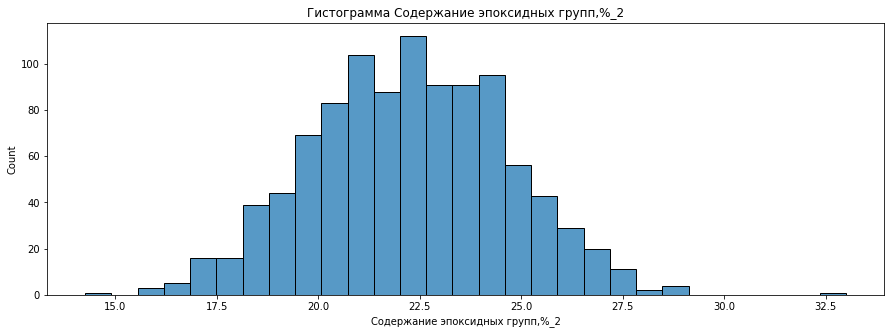 Гистограмма Содержание эпоксидных групп,%_2
Count
100
80
60
40
20
0
15.0 17.5 20.0 22.5 25.0 27.5 30.0 32.5
Содержание эпоксидных групп,%_2